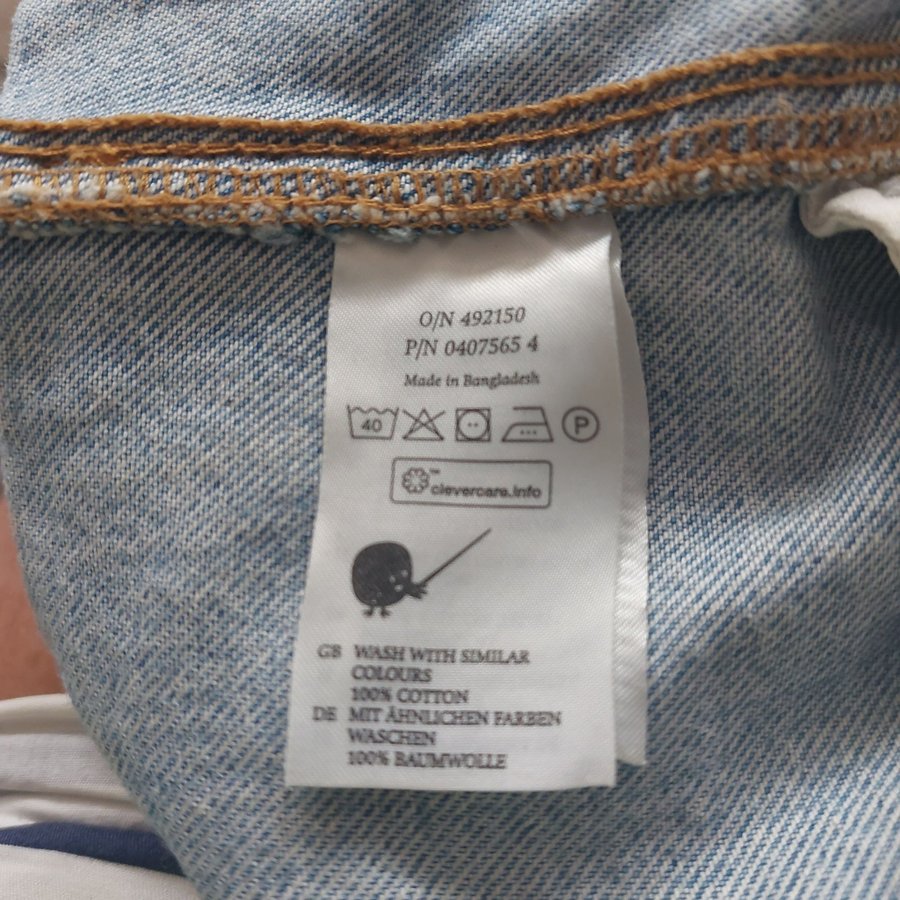 O/N 492150
P/N 0407565 4
Made in Bangladesh
40 P
™ clevercare.info
GB WASH WITH SIMILAR
COLOURS
100% COTTON
DE MIT ÄHNLICHEN FARBEN
WASCHEN
100% BAUMWOLLE